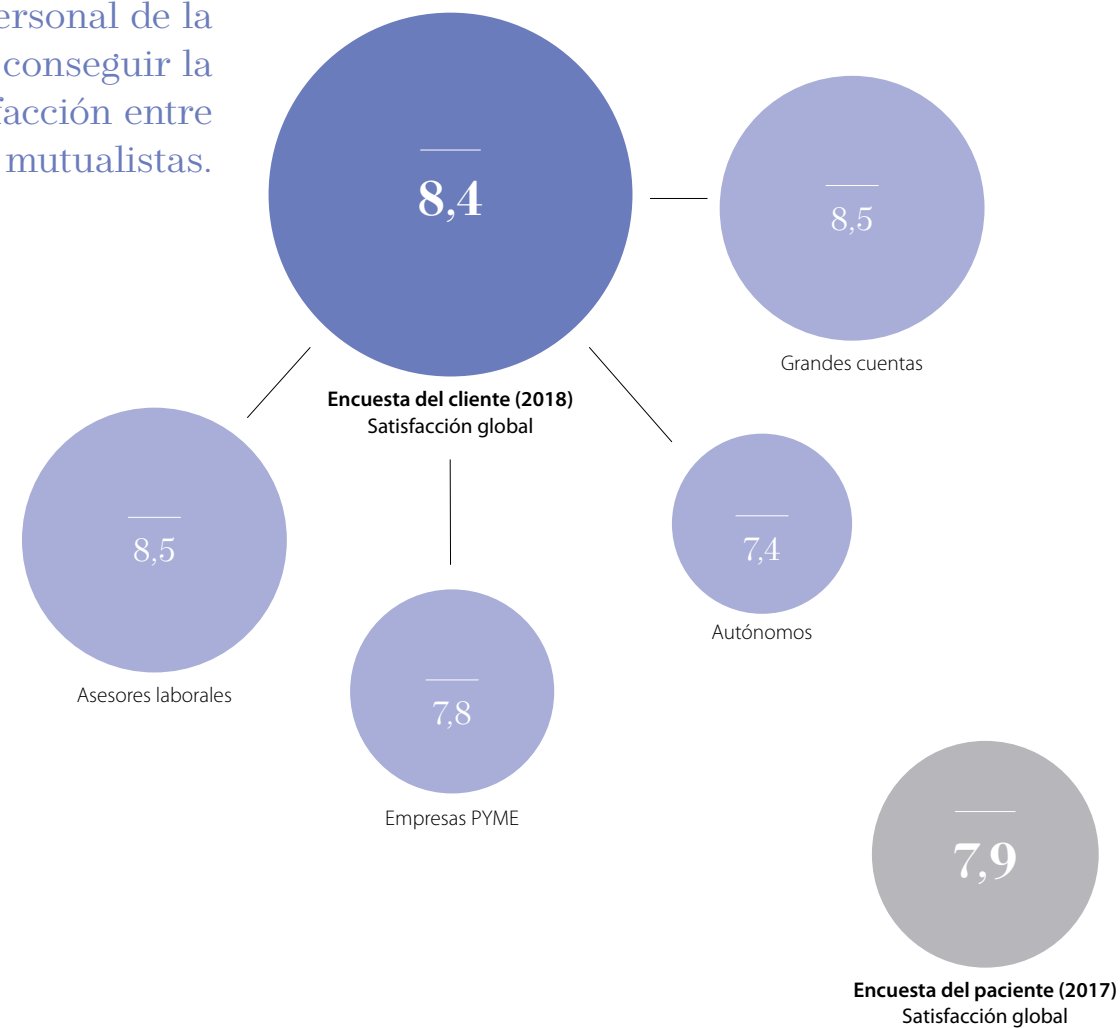 ersonal de la
conseguir la
facción entre
mutualistas.
8,4
Encuesta del cliente (2018)
Satisfacción global
8,5
Grandes cuentas
8,5
Asesores laborales
7,4
Autónomos
7,8
Empresas PYME
7,9
Encuesta del paciente (2017)
Satisfacción global